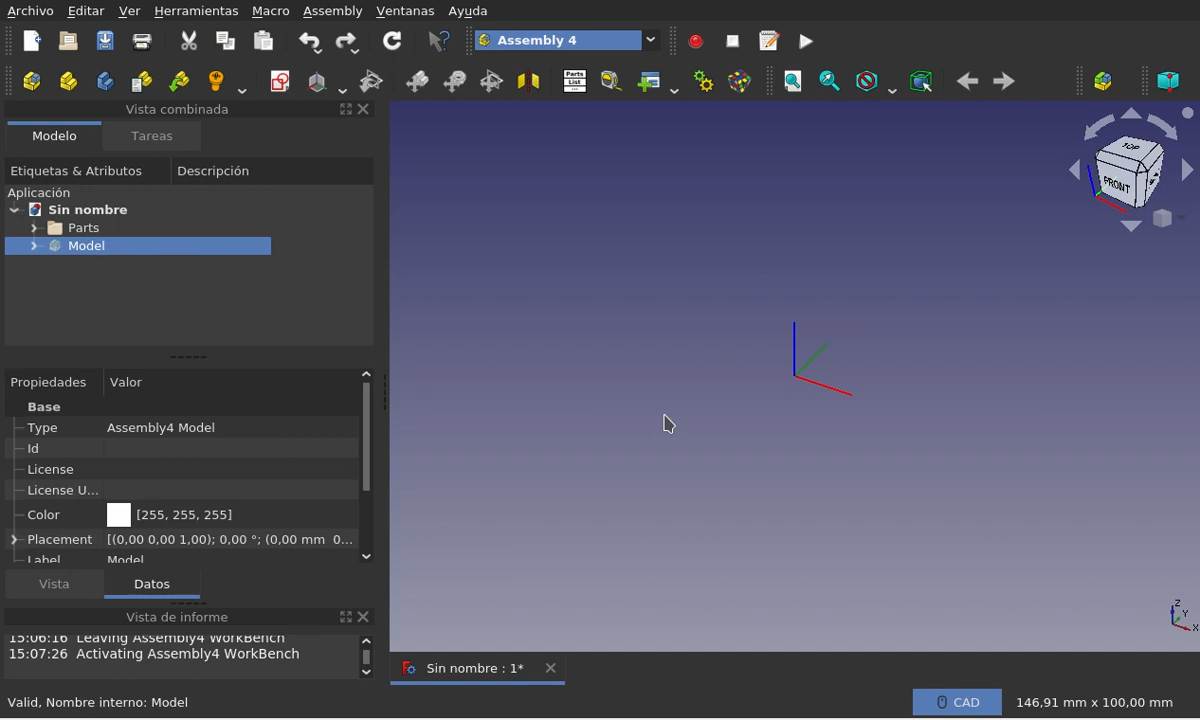 Archivo Editar Ver Herramientas Macro Assembly Ventanas Ayuda
Assembly 4
Parts List
Vista combinada
Modelo Tareas
Etiquetas & Atributos Descripción
Aplicación
Sin nombre
Parts
Model
TOP
FRONT
Propiedades Valor
Base
Type Assembly4 Model
Id
License
License U...
Color [255, 255, 255]
Placement [(0,00 0,00 1,00); 0,00 °; (0,00 mm 0...
Label Model
Vista Datos
Vista de informe
15:06:16 Leaving Assembly4 WorkBench
15:07:26 Activating Assembly4 WorkBench
Z
Y
X
Sin nombre : 1*
Valid, Nombre interno: Model
CAD
146,91 mm x 100,00 mm